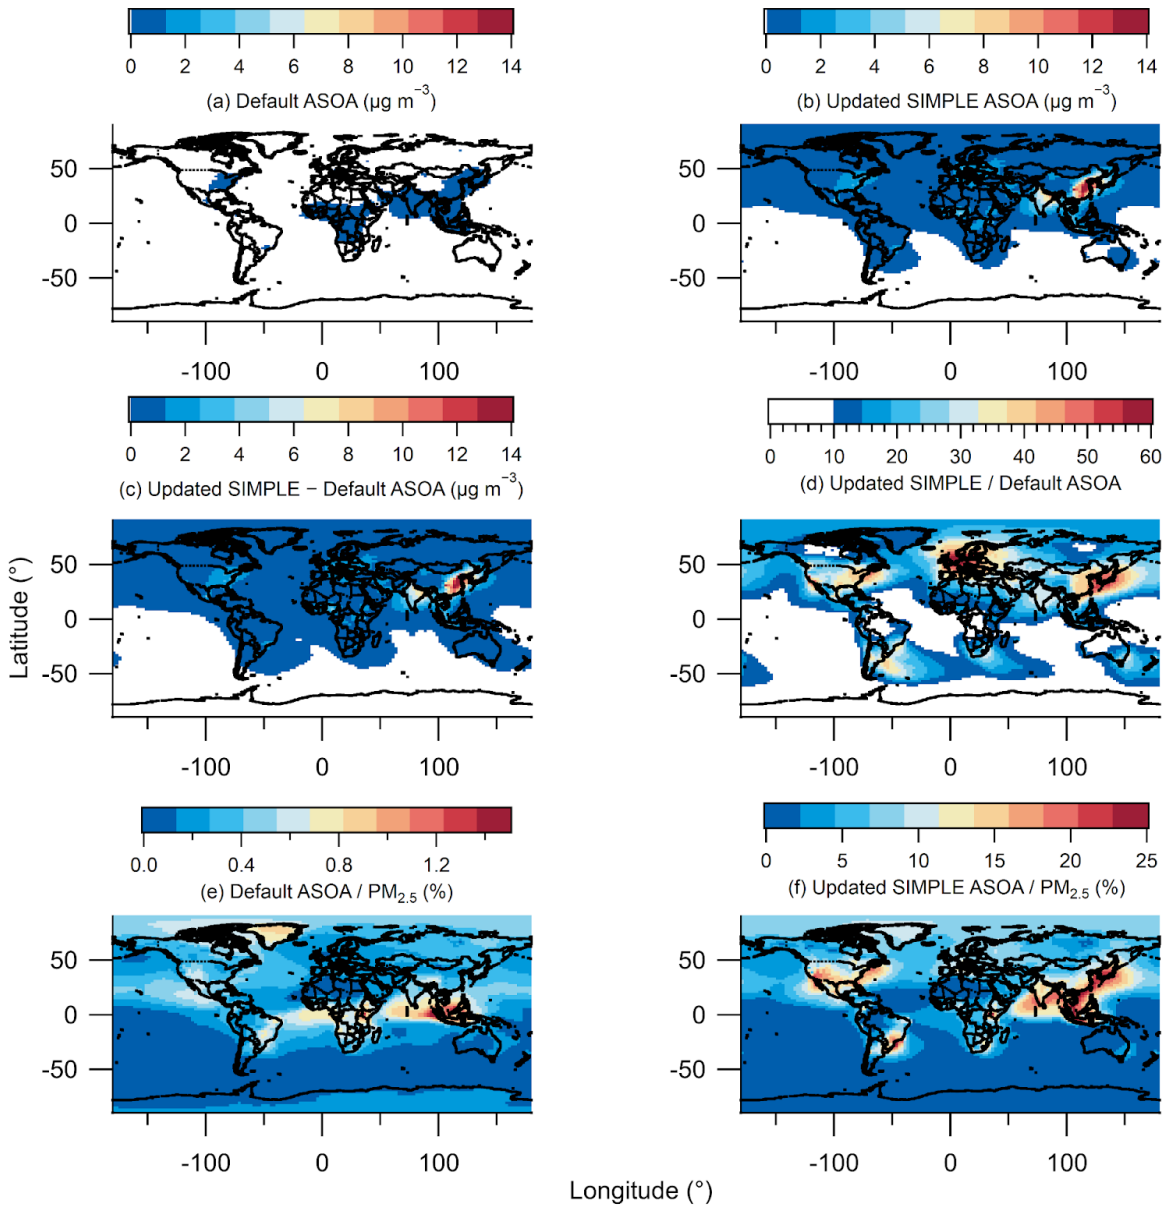 0 2 4 6 8 10 12 14
(a) Default ASOA (μg m⁻³)
50
0
-50
-100 0 100
0 2 4 6 8 10 12 14
(b) Updated SIMPLE ASOA (μg m⁻³)
50
0
-50
-100 0 100
0 2 4 6 8 10 12 14
(c) Updated SIMPLE − Default ASOA (μg m⁻³)
50
0
-50
-100 0 100
0 10 20 30 40 50 60
(d) Updated SIMPLE / Default ASOA
50
0
-50
-100 0 100
Latitude (°)
0.0 0.4 0.8 1.2
(e) Default ASOA / PM₂.₅ (%)
50
0
-50
-100 0 100
0 5 10 15 20 25
(f) Updated SIMPLE ASOA / PM₂.₅ (%)
50
0
-50
-100 0 100
Longitude (°)